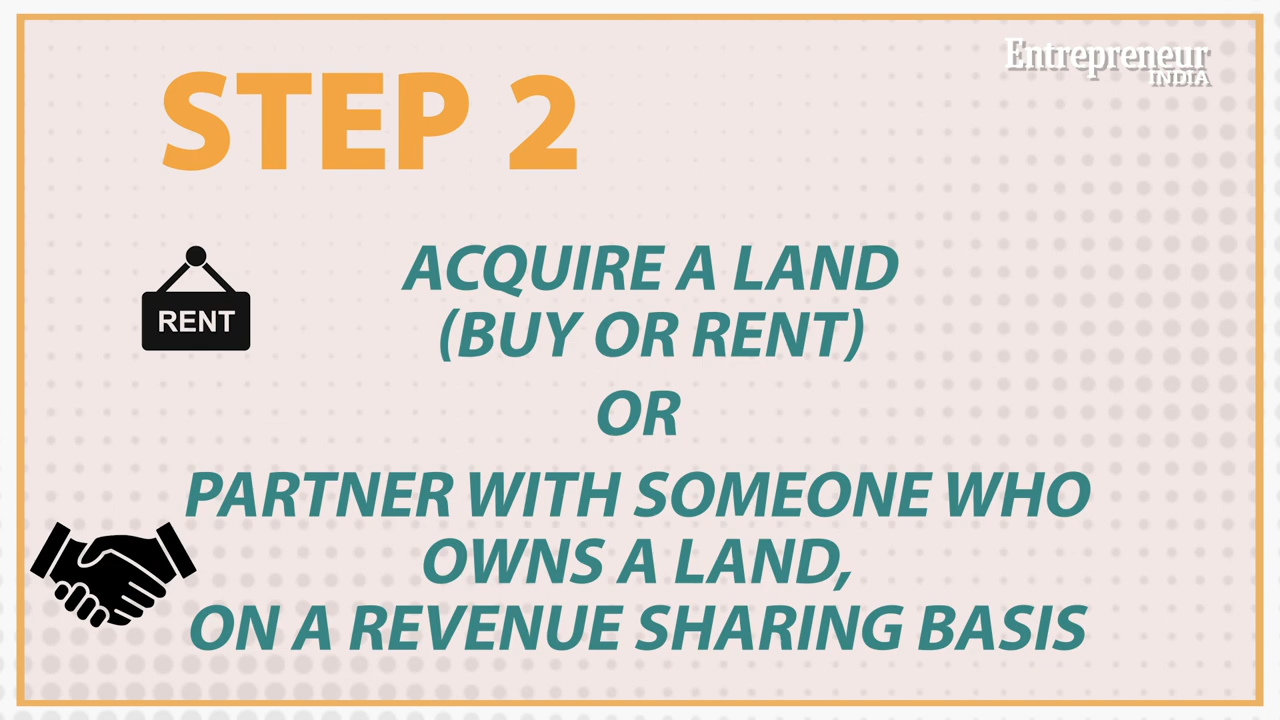 Entrepreneur
INDIA
STEP 2
RENT
ACQUIRE A LAND
(BUY OR RENT)
OR
PARTNER WITH SOMEONE WHO
OWNS A LAND,
ON A REVENUE SHARING BASIS